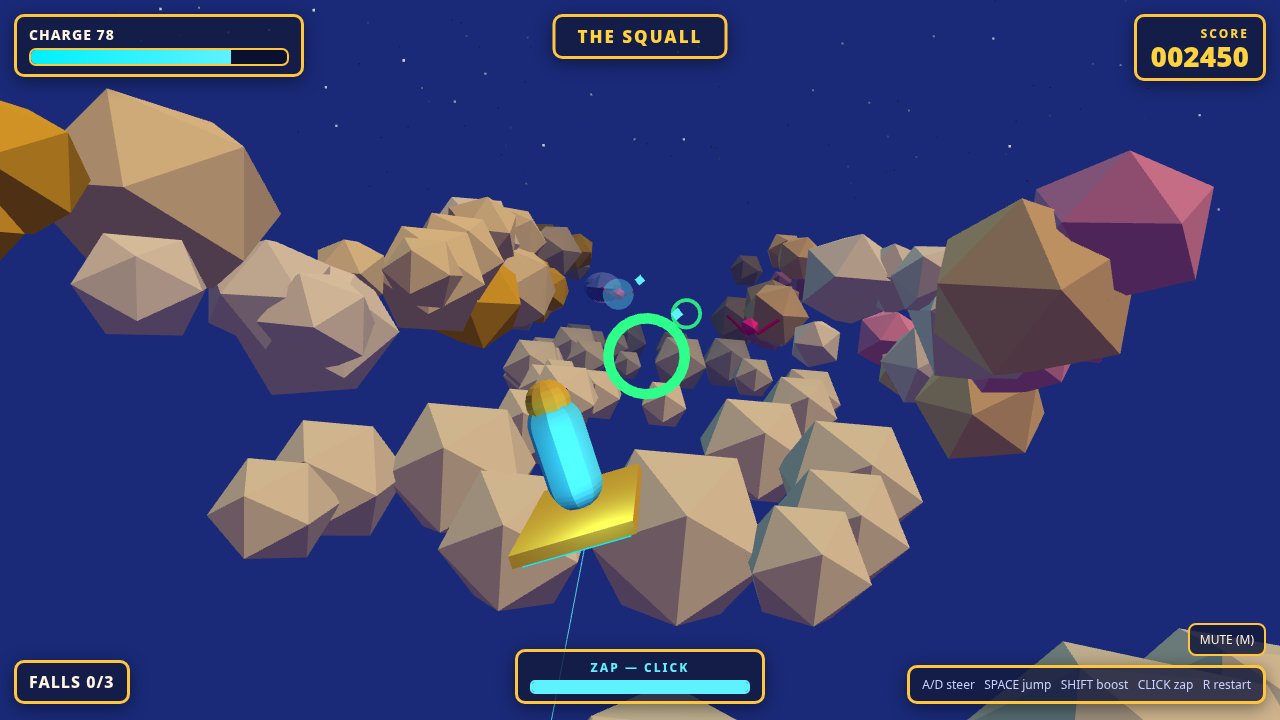 CHARGE 78
THE SQUALL
SCORE
002450
FALLS 0/3
ZAP — CLICK
MUTE (M)
A/D steer SPACE jump SHIFT boost CLICK zap R restart